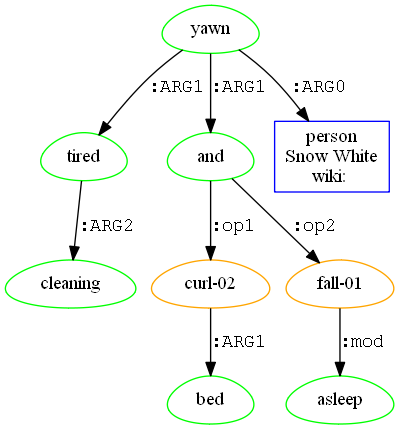 yawn
:ARG1
:ARG1
:ARG0
tired
and
person
Snow White
wiki:
:ARG2
:op1
:op2
cleaning
curl-02
fall-01
:ARG1
:mod
bed
asleep